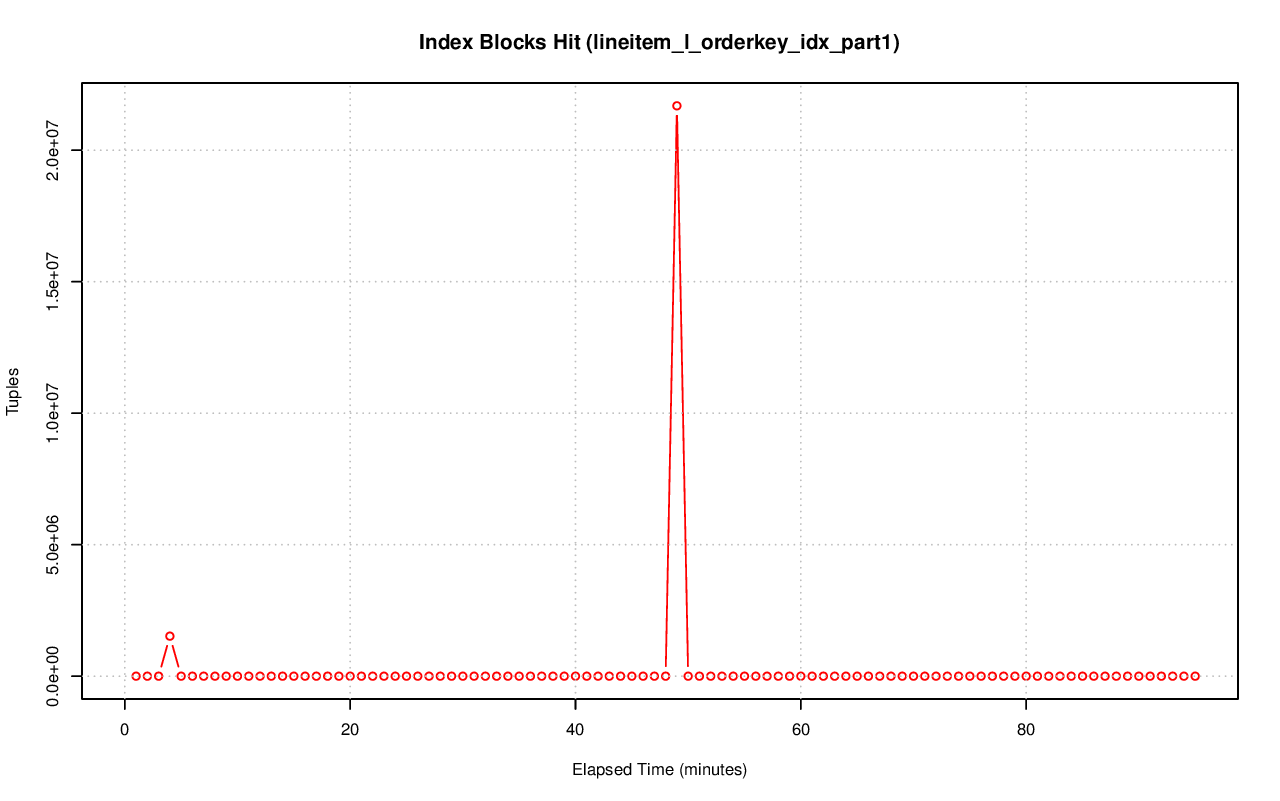 Index Blocks Hit (lineitem_l_orderkey_idx_part1)
Tuples
2.0e+07
1.5e+07
1.0e+07
5.0e+06
0.0e+00
0 20 40 60 80
Elapsed Time (minutes)